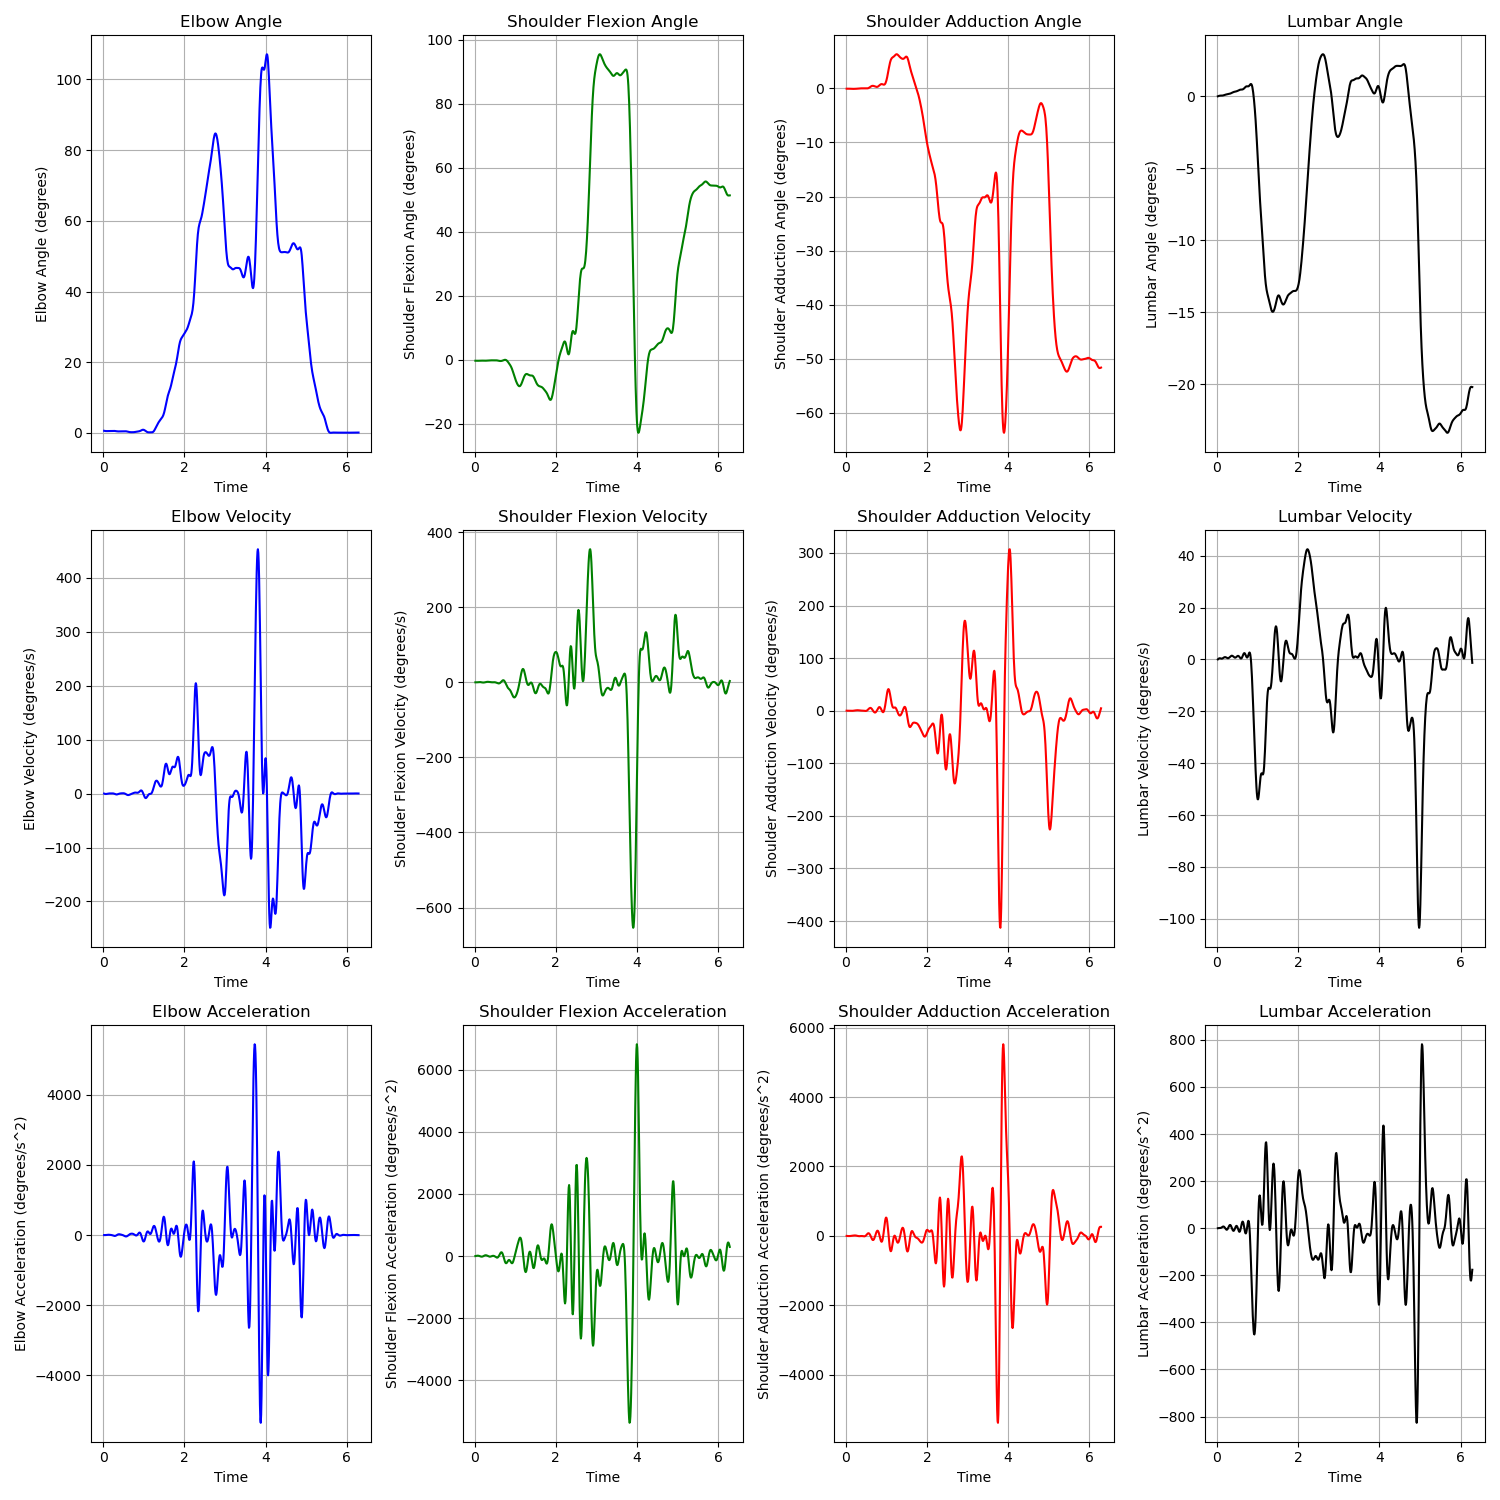 Elbow Angle
Elbow Angle (degrees)
100
80
60
40
20
0
0 2 4 6
Time
Shoulder Flexion Angle
Shoulder Flexion Angle (degrees)
100
80
60
40
20
0
−20
0 2 4 6
Time
Shoulder Adduction Angle
Shoulder Adduction Angle (degrees)
0
−10
−20
−30
−40
−50
−60
0 2 4 6
Time
Lumbar Angle
Lumbar Angle (degrees)
0
−5
−10
−15
−20
0 2 4 6
Time
Elbow Velocity
Elbow Velocity (degrees/s)
400
300
200
100
0
−100
−200
0 2 4 6
Time
Shoulder Flexion Velocity
Shoulder Flexion Velocity (degrees/s)
400
200
0
−200
−400
−600
0 2 4 6
Time
Shoulder Adduction Velocity
Shoulder Adduction Velocity (degrees/s)
300
200
100
0
−100
−200
−300
−400
0 2 4 6
Time
Lumbar Velocity
Lumbar Velocity (degrees/s)
40
20
0
−20
−40
−60
−80
−100
0 2 4 6
Time
Elbow Acceleration
Elbow Acceleration (degrees/s^2)
4000
2000
0
−2000
−4000
0 2 4 6
Time
Shoulder Flexion Acceleration
Shoulder Flexion Acceleration (degrees/s^2)
6000
4000
2000
0
−2000
−4000
0 2 4 6
Time
Shoulder Adduction Acceleration
Shoulder Adduction Acceleration (degrees/s^2)
6000
4000
2000
0
−2000
−4000
0 2 4 6
Time
Lumbar Acceleration
Lumbar Acceleration (degrees/s^2)
800
600
400
200
0
−200
−400
−600
−800
0 2 4 6
Time